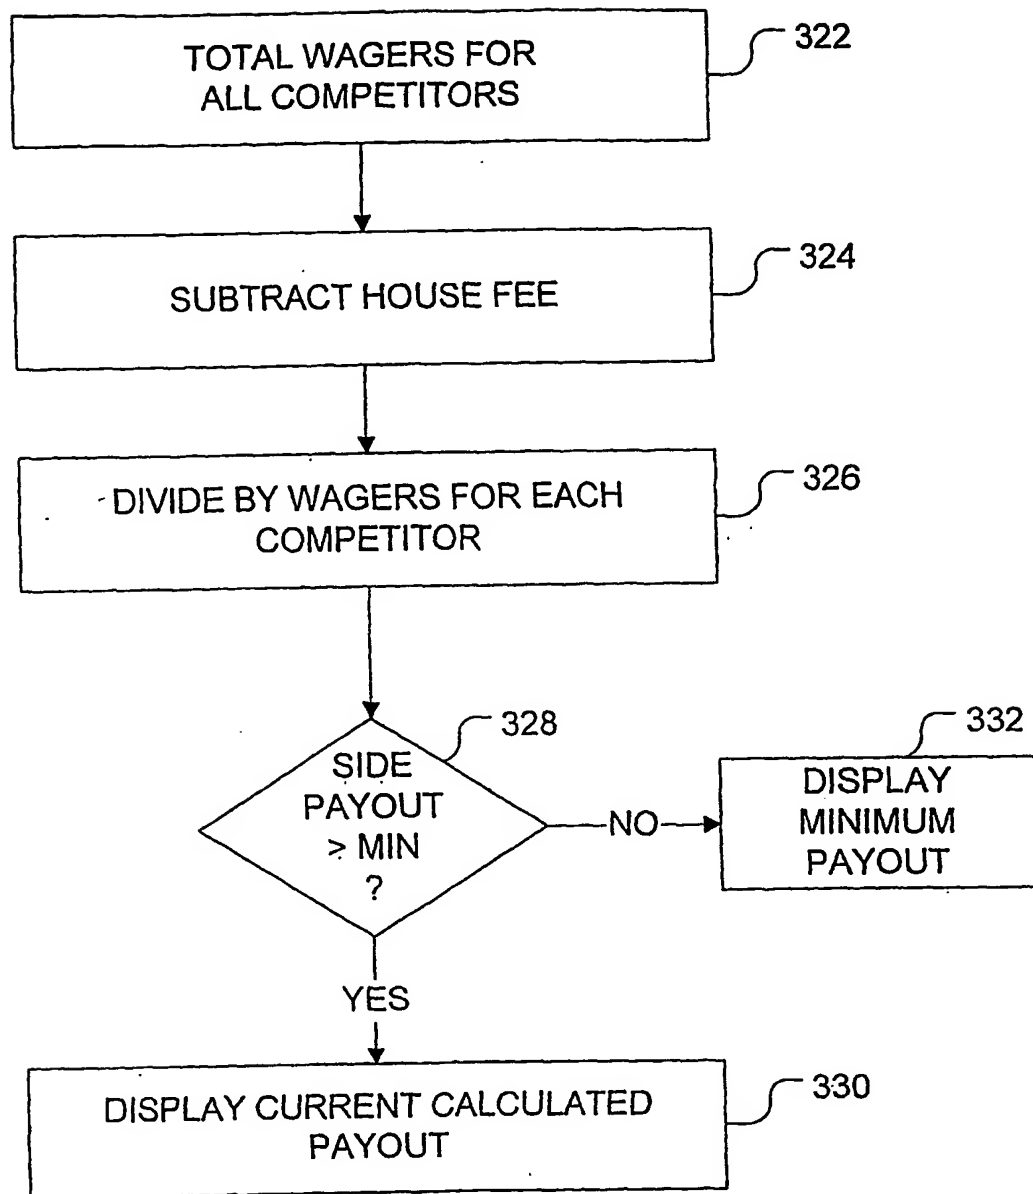 TOTAL WAGERS FOR
ALL COMPETITORS
322
SUBTRACT HOUSE FEE
324
DIVIDE BY WAGERS FOR EACH
COMPETITOR
326
SIDE
PAYOUT
> MIN
?
328
NO
332
DISPLAY
MINIMUM
PAYOUT
YES
DISPLAY CURRENT CALCULATED
PAYOUT
330